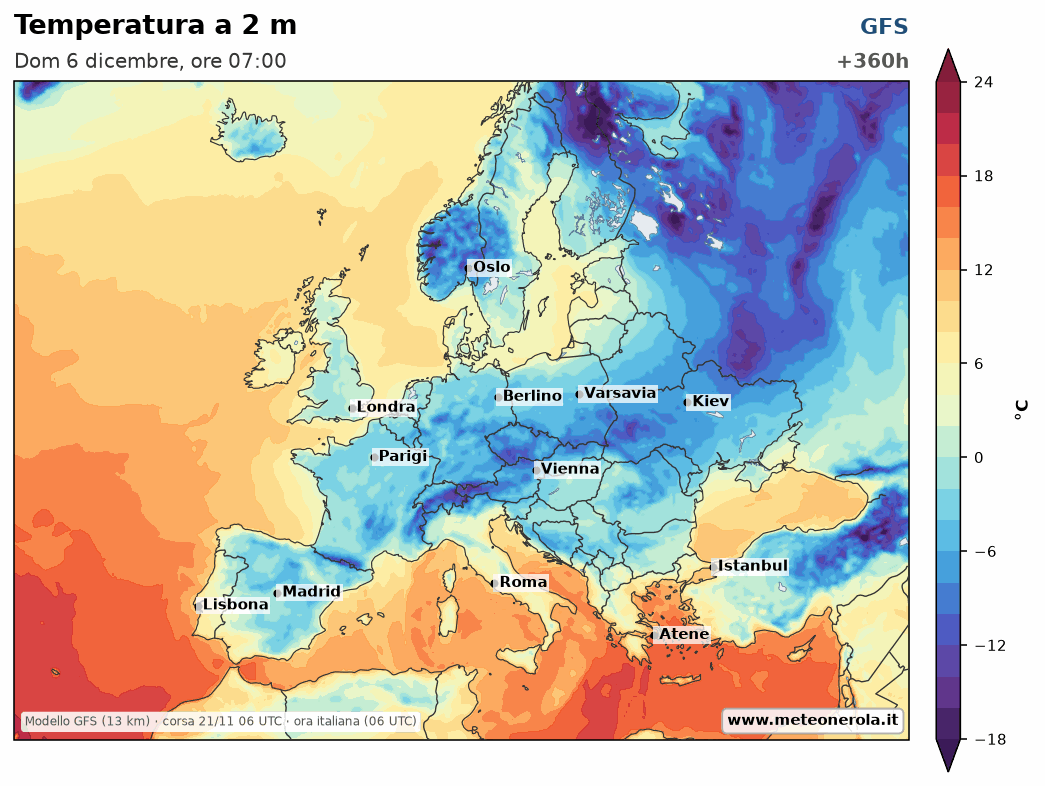 Temperatura a 2 m
GFS
Dom 6 dicembre, ore 07:00
+360h
24
18
12
6
0
−6
−12
−18
°C
Oslo
Londra
Berlino
Varsavia
Kiev
Parigi
Vienna
Istanbul
Roma
Madrid
Lisbona
Atene
Modello GFS (13 km) · corsa 21/11 06 UTC · ora italiana (06 UTC)
www.meteonerola.it